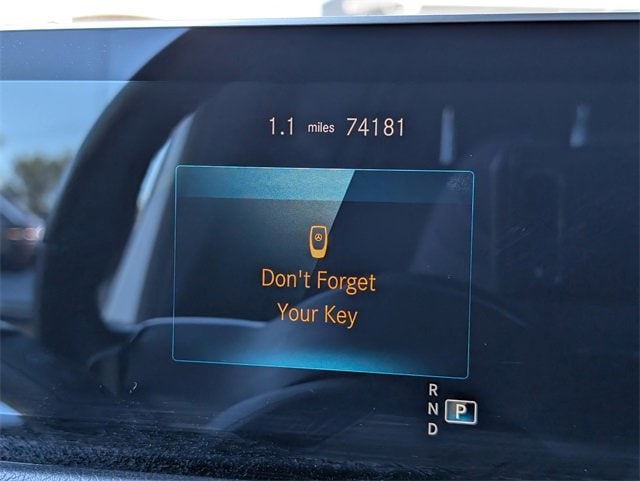 1.1 miles 74181
Don't Forget
Your Key
R
N P
D